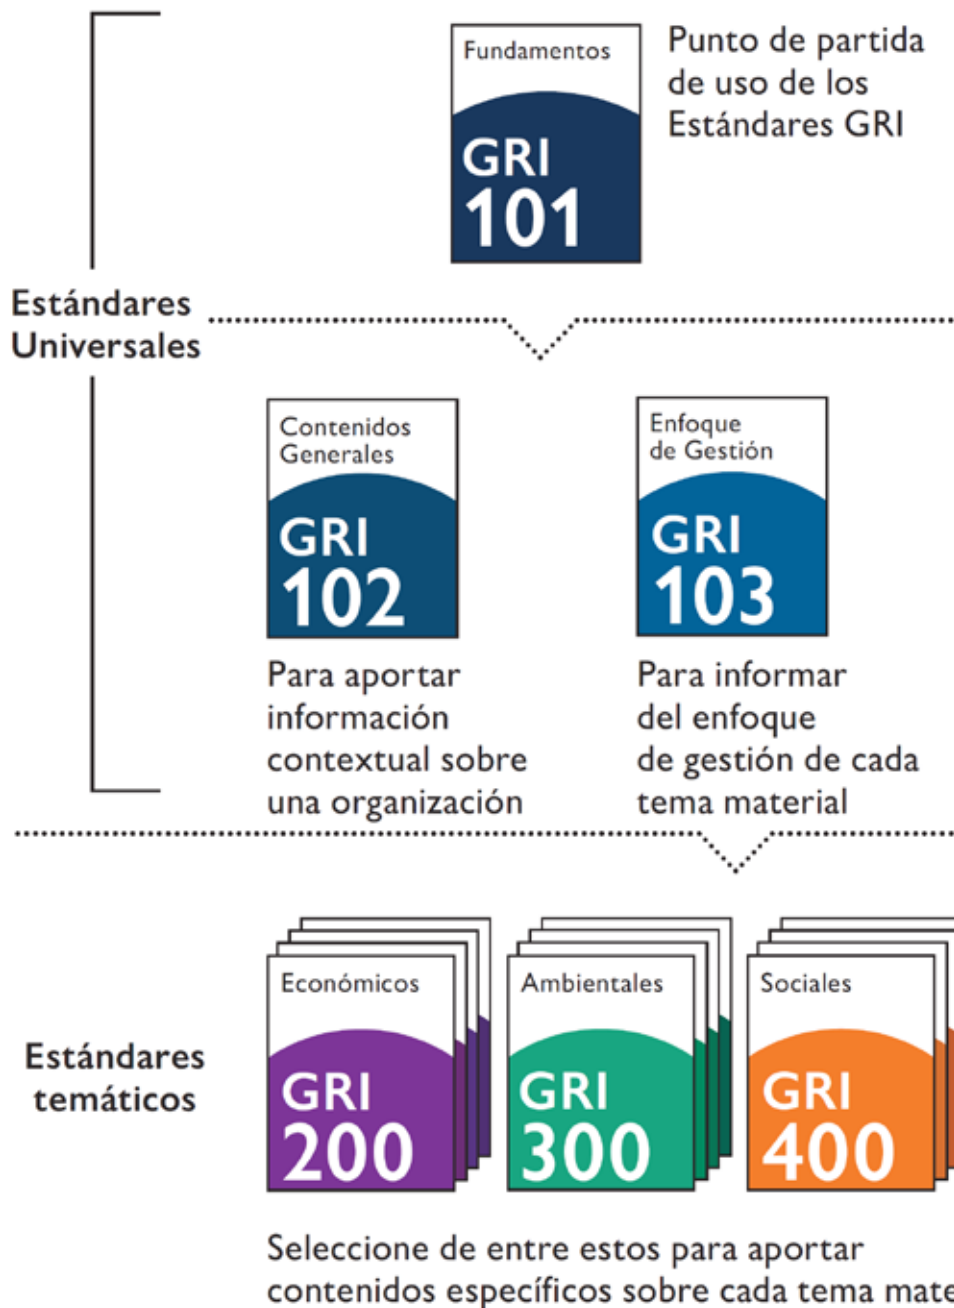 Fundamentos
GRI
101
Punto de partida
de uso de los
Estándares GRI
Estándares
Universales
Contenidos
Generales
GRI
102
Para aportar
información
contextual sobre
una organización
Enfoque
de Gestión
GRI
103
Para informar
del enfoque
de gestión de cada
tema material
Estándares
temáticos
Económicos
GRI
200
Ambientales
GRI
300
Sociales
GRI
400
Seleccione de entre estos para aportar
contenidos específicos sobre cada tema mate